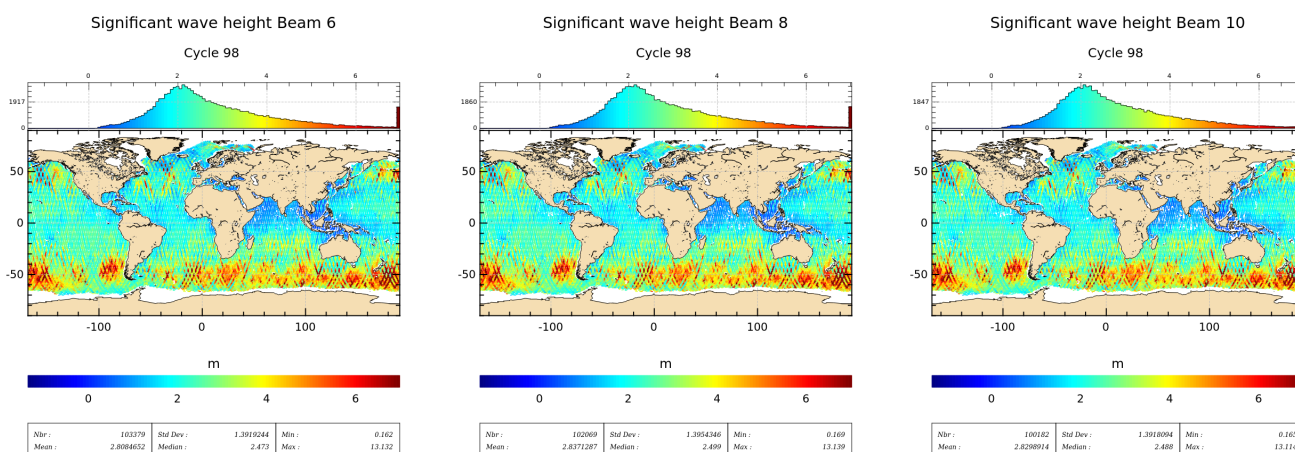 Significant wave height Beam 6
Cycle 98
0 2 4 6
1917
0
50
0
-50
-100 0 100
m
0 2 4 6
Nbr : 103379 Std Dev : 1.3919244 Min : 0.162
Mean : 2.8084652 Median : 2.473 Max : 13.132
Significant wave height Beam 8
Cycle 98
0 2 4 6
1860
0
50
0
-50
-100 0 100
m
0 2 4 6
Nbr : 102069 Std Dev : 1.3954346 Min : 0.169
Mean : 2.8371287 Median : 2.499 Max : 13.139
Significant wave height Beam 10
Cycle 98
0 2 4 6
1847
0
50
0
-50
-100 0 100
m
0 2 4 6
Nbr : 100182 Std Dev : 1.3918094 Min :
Mean : 2.8298914 Median : 2.488 Max :